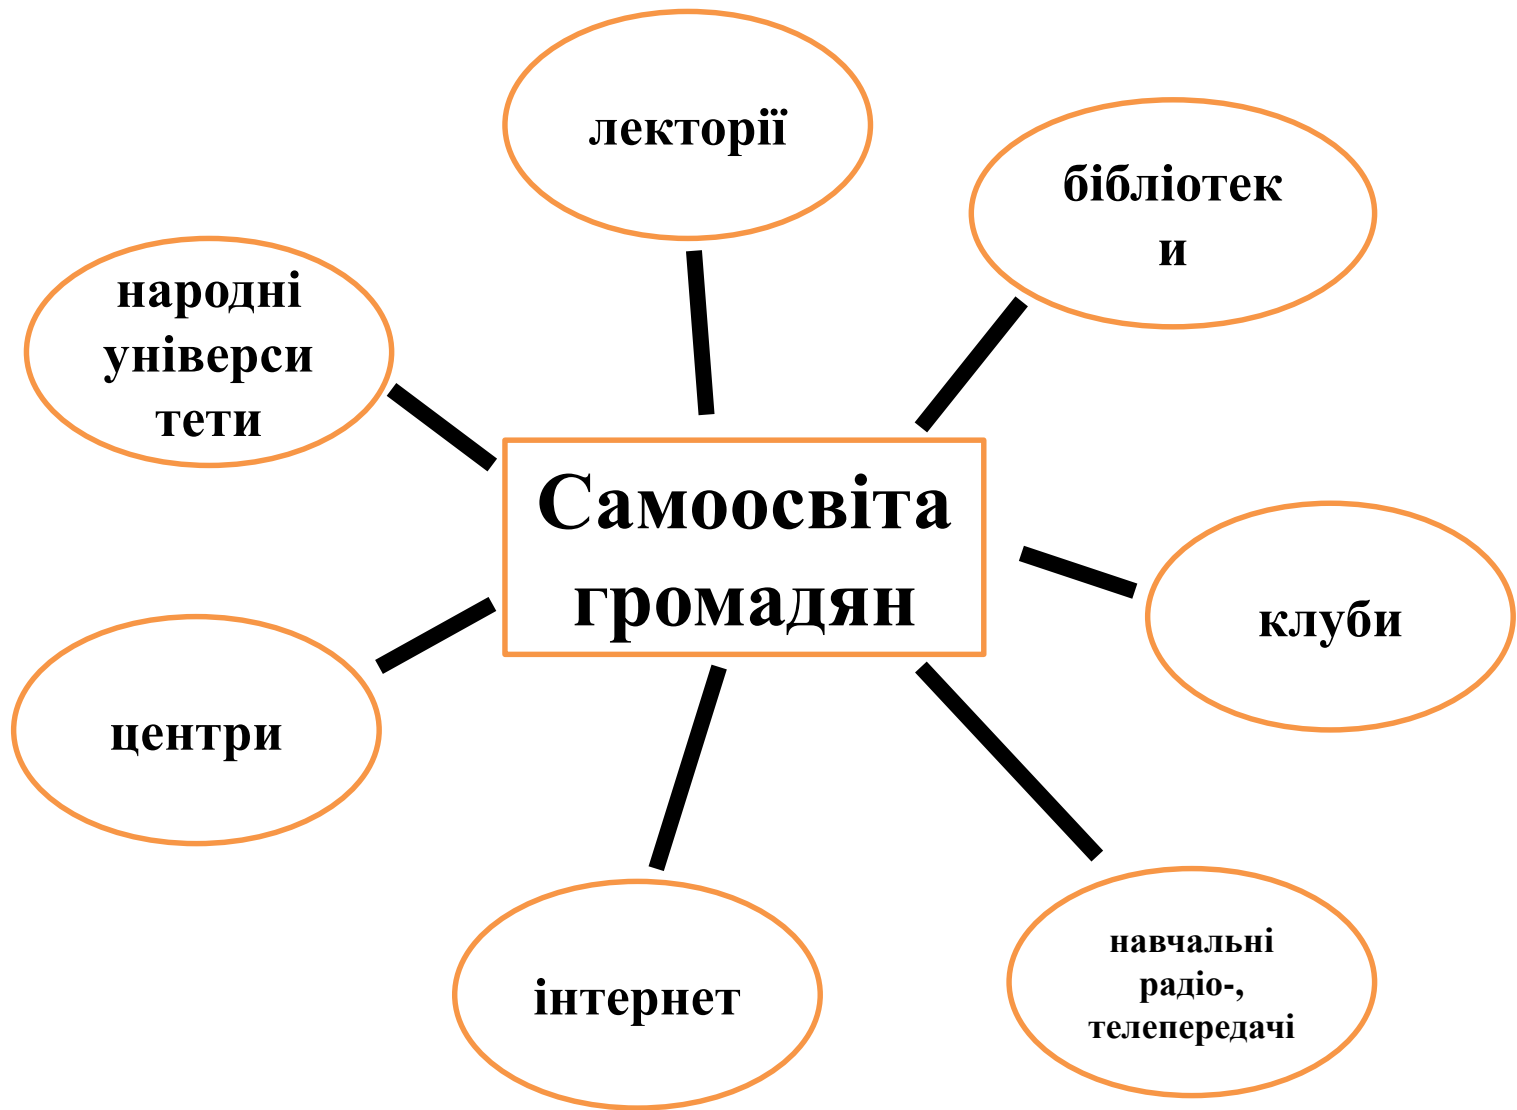 лекторії
бібліотек
и
народні
універси
тети
Самоосвіта
громадян
клуби
центри
інтернет
навчальні
радіо-,
телепередачі